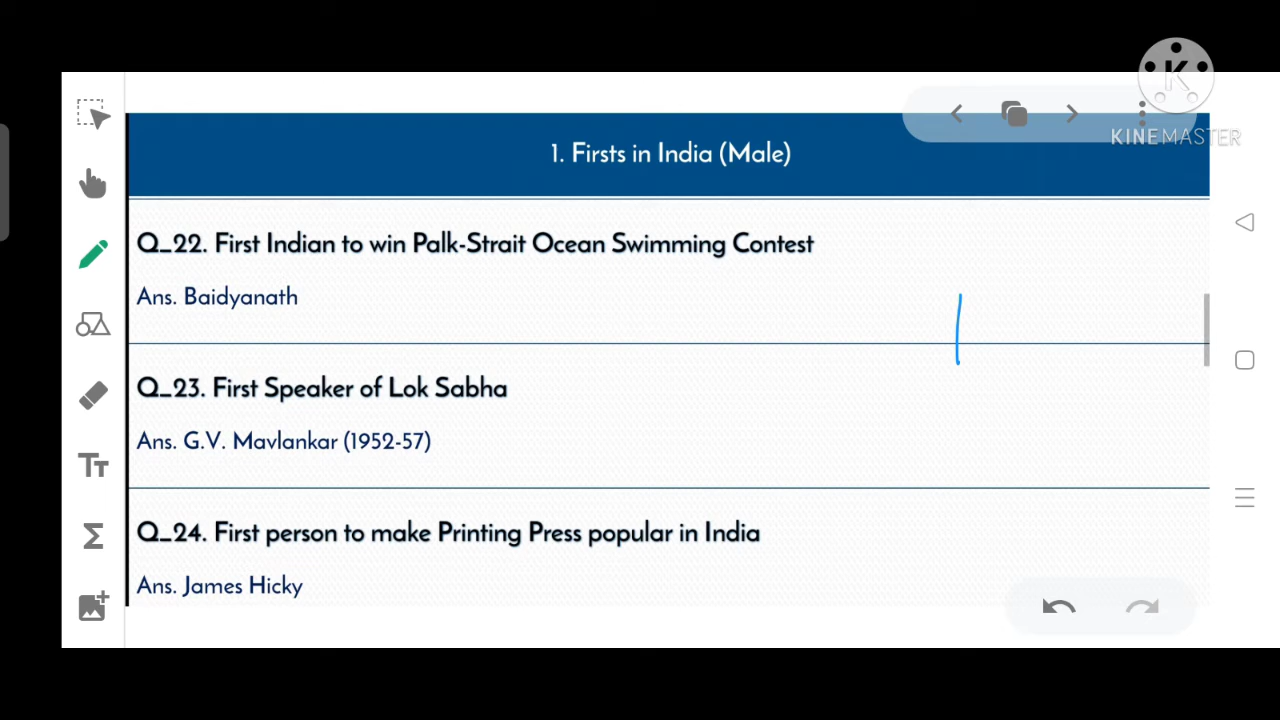 KINEMASTER
1. Firsts in India (Male)
Q_22. First Indian to win Palk-Strait Ocean Swimming Contest
Ans. Baidyanath
Q_23. First Speaker of Lok Sabha
Ans. G.V. Mavlankar (1952-57)
Q_24. First person to make Printing Press popular in India
Ans. James Hicky